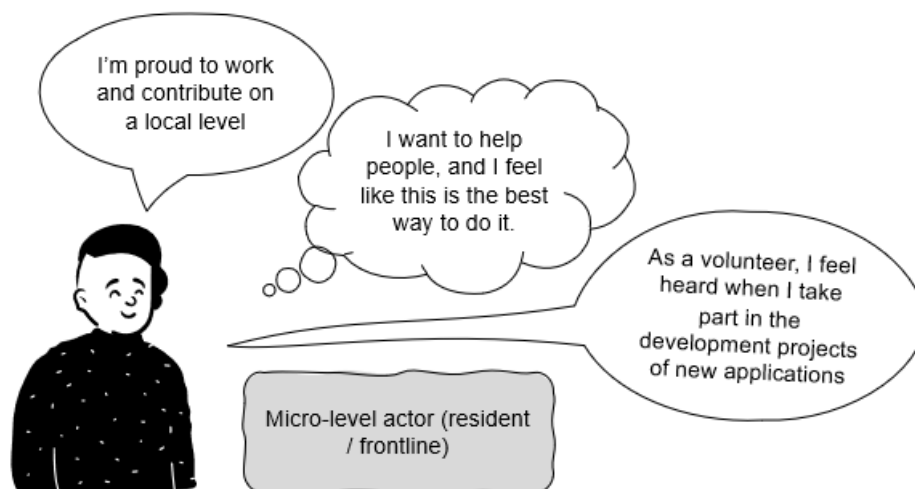 I'm proud to work
and contribute on
a local level
I want to help
people, and I feel
like this is the best
way to do it.
As a volunteer, I feel
heard when I take
part in the
development projects
of new applications
Micro-level actor (resident
/ frontline)